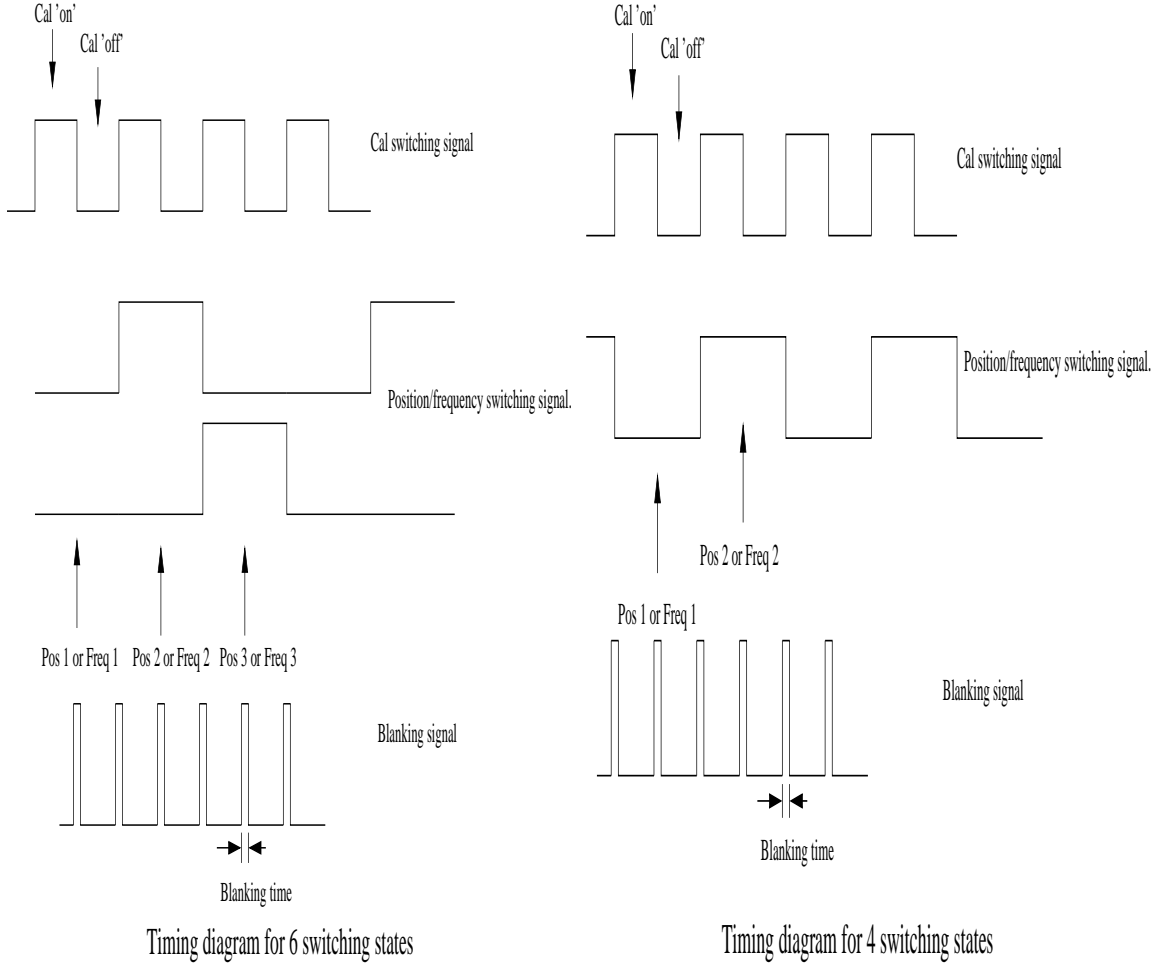 Cal 'on'
Cal 'off'
Cal switching signal
Position/frequency switching signal.
Pos 1 or Freq 1
Pos 2 or Freq 2
Pos 3 or Freq 3
Blanking signal
Blanking time
Timing diagram for 6 switching states
Cal 'on'
Cal 'off'
Cal switching signal
Position/frequency switching signal.
Pos 2 or Freq 2
Pos 1 or Freq 1
Blanking signal
Blanking time
Timing diagram for 4 switching states